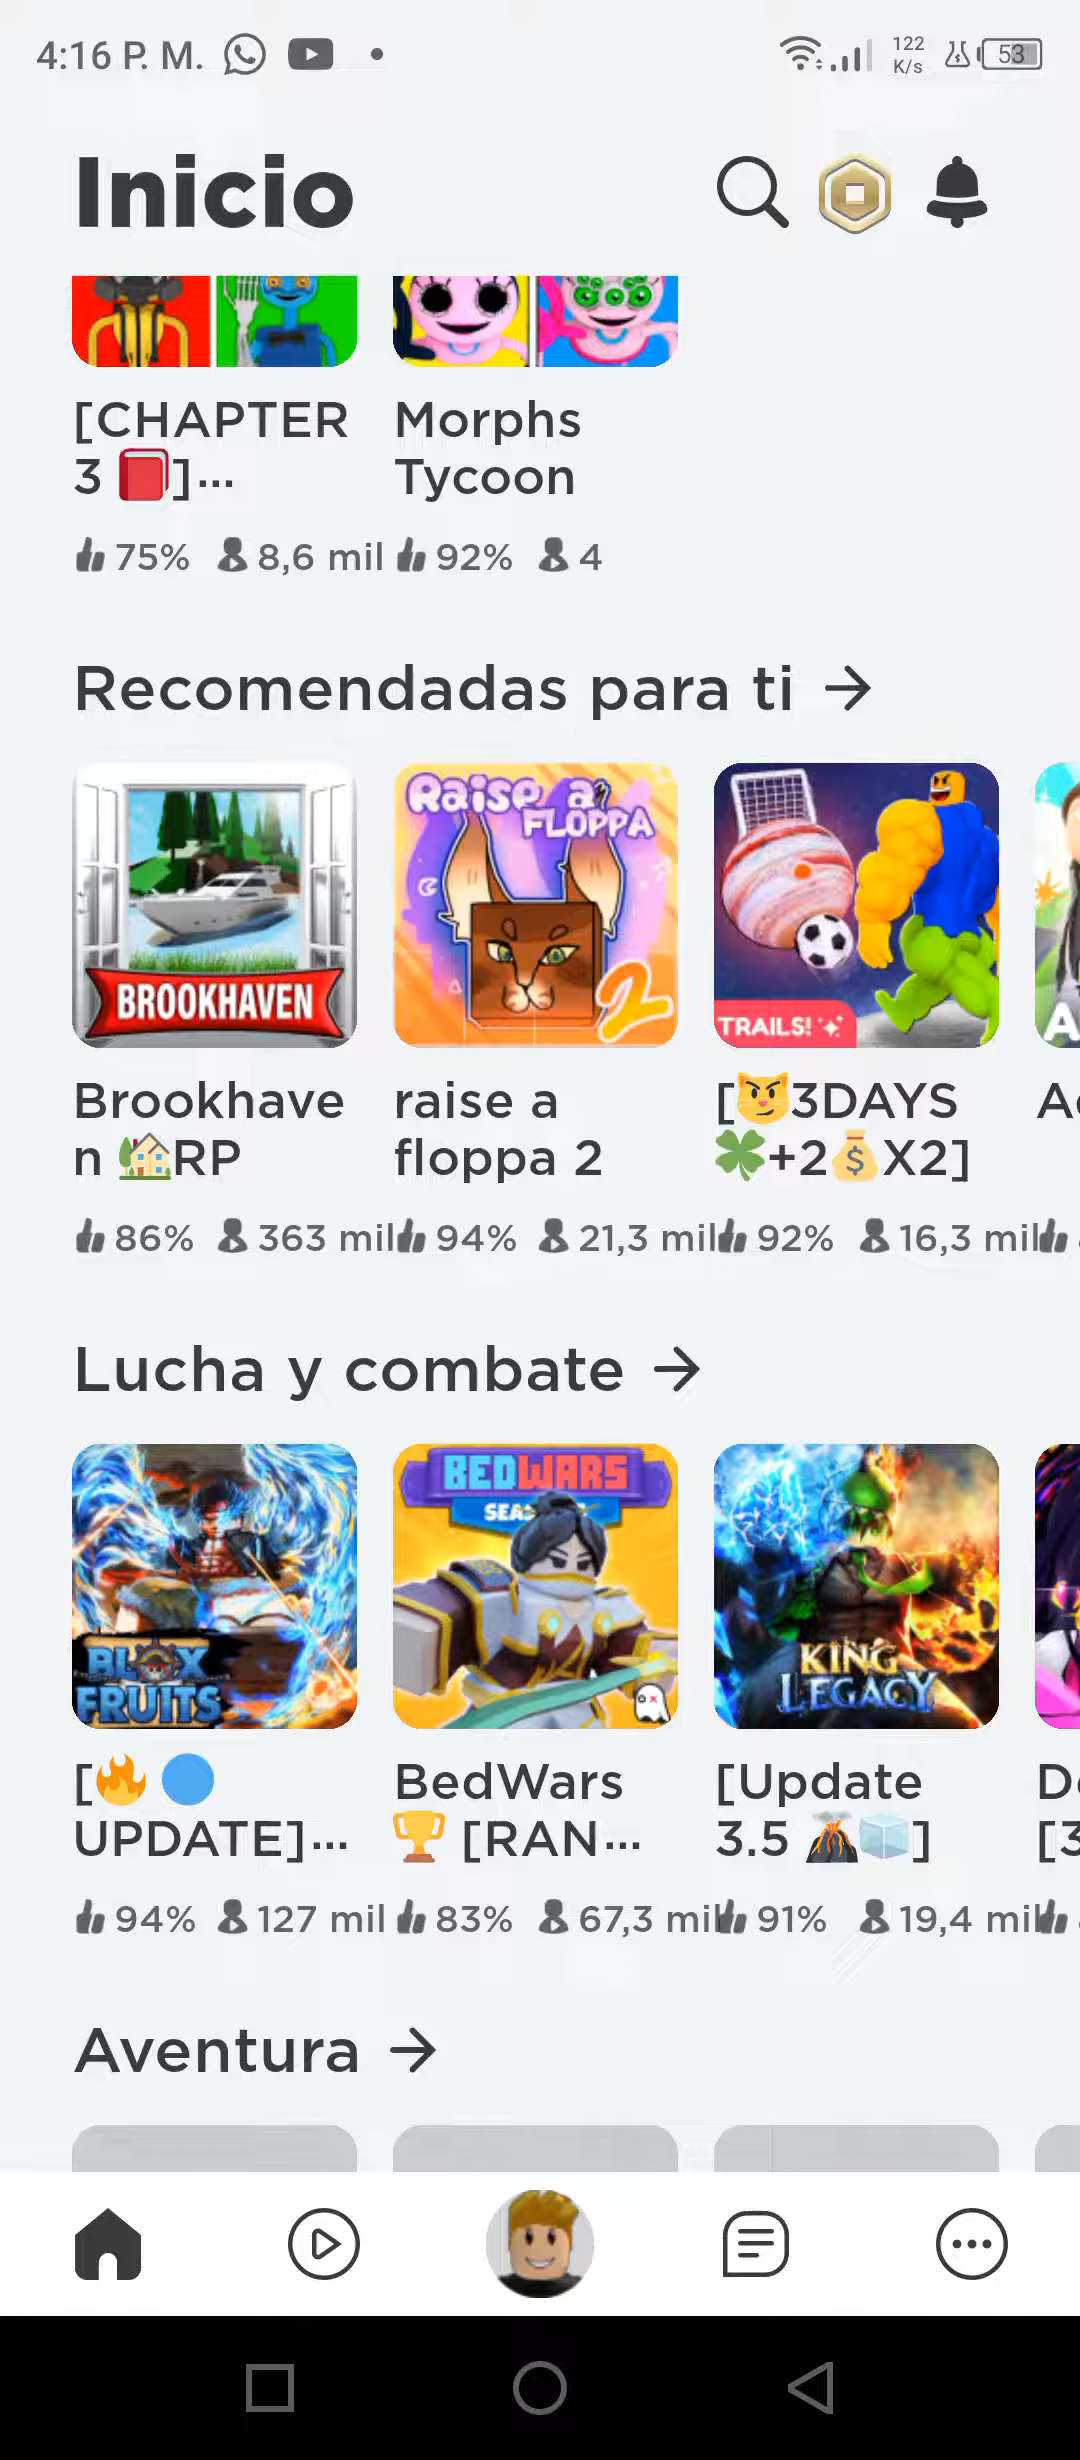 4:16 P. M.
122
K/s
53
Inicio
[CHAPTER
3 📕]...
Morphs
Tycoon
75% 8,6 mil
92% 4
Recomendadas para ti →
BROOKHAVEN
Raise a
FLOPPA
2
TRAILS!
A
Brookhave
n 🏡RP
raise a
floppa 2
[😼3DAYS
🍀+2💰X2]
86% 363 mil
94% 21,3 mil
92% 16,3 mil
Lucha y combate →
BLOX
FRUITS
BEDWARS
KING
LEGACY
[🔥 🔵
UPDATE]...
BedWars
🏆 [RAN...
[Update
3.5 🌋🧊]
[3
94% 127 mil
83% 67,3 mil
91% 19,4 mil
Aventura →